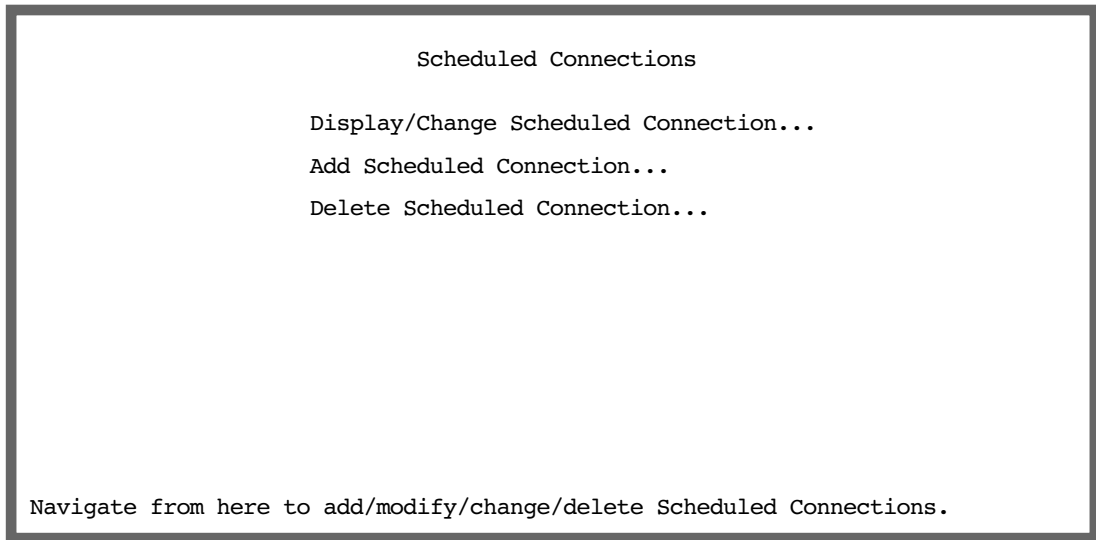 Scheduled Connections
Display/Change Scheduled Connection...
Add Scheduled Connection...
Delete Scheduled Connection...
Navigate from here to add/modify/change/delete Scheduled Connections.